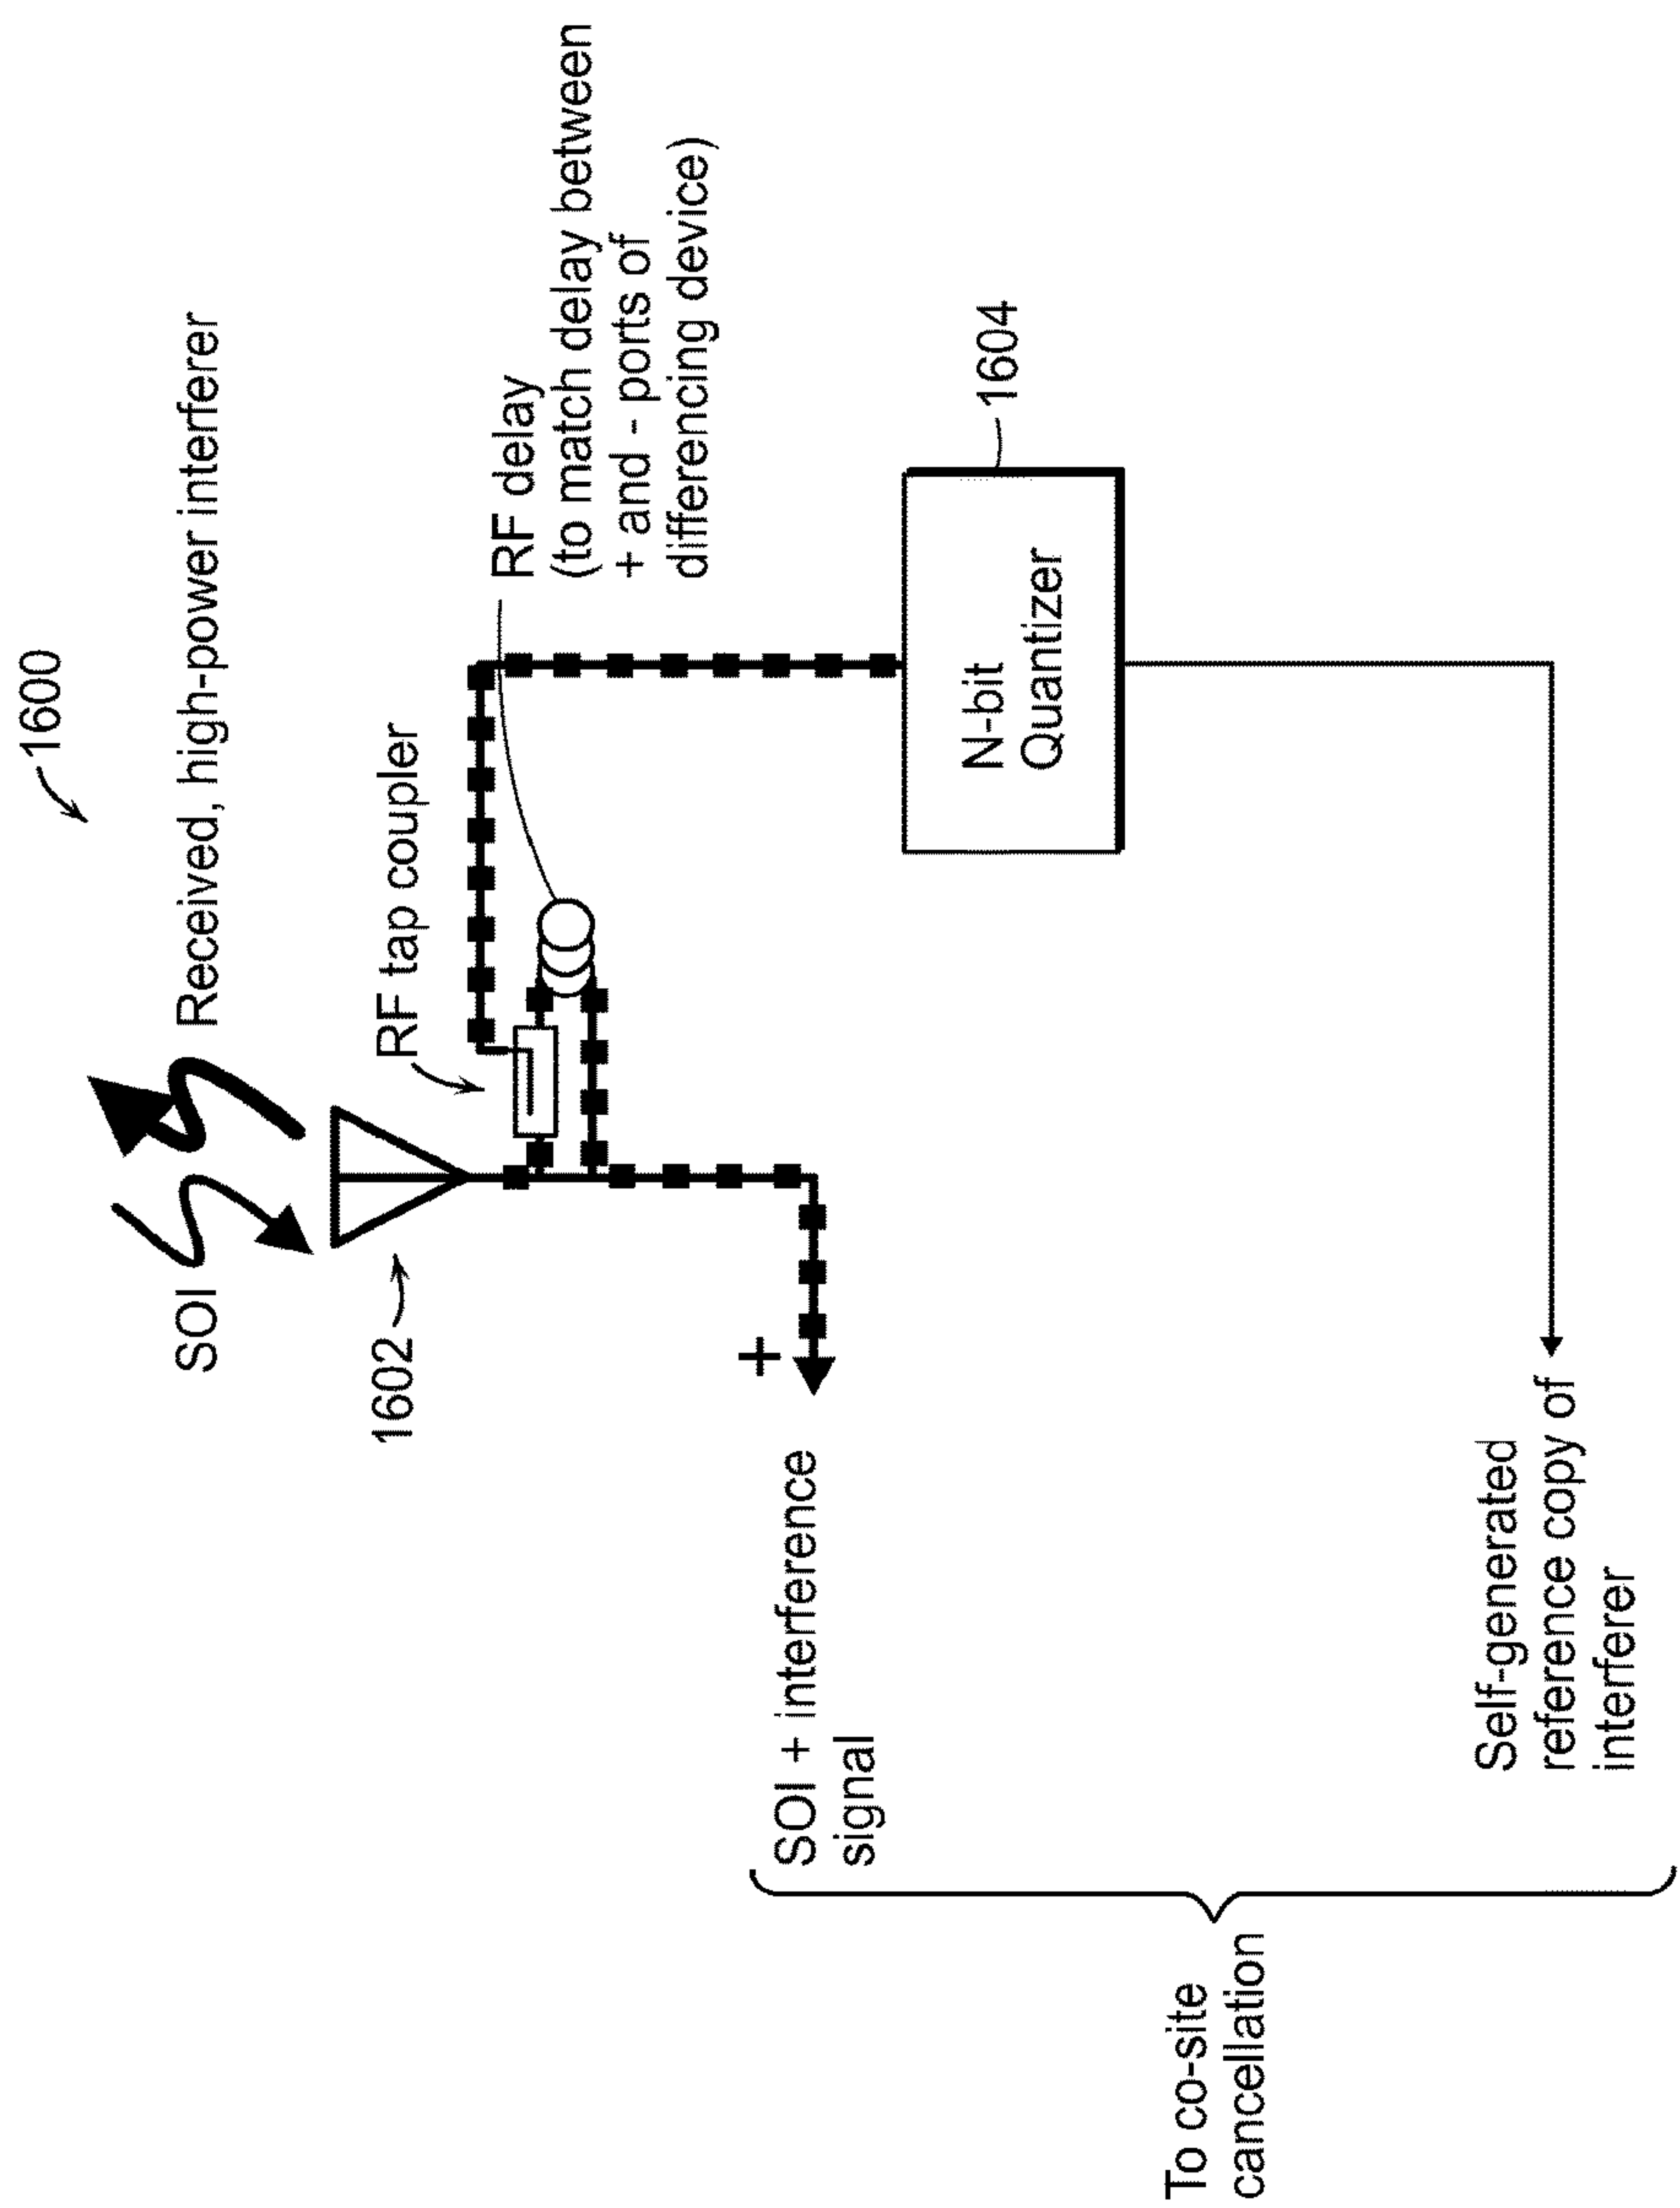 1600
SOI
Received, high-power interferer
1602
RF tap coupler
RF delay
(to match delay between
+ and - ports of
differencing device)
+
SOI + interference
signal
N-bit
Quantizer
1604
To co-site
cancellation
Self-generated
reference copy of
interferer